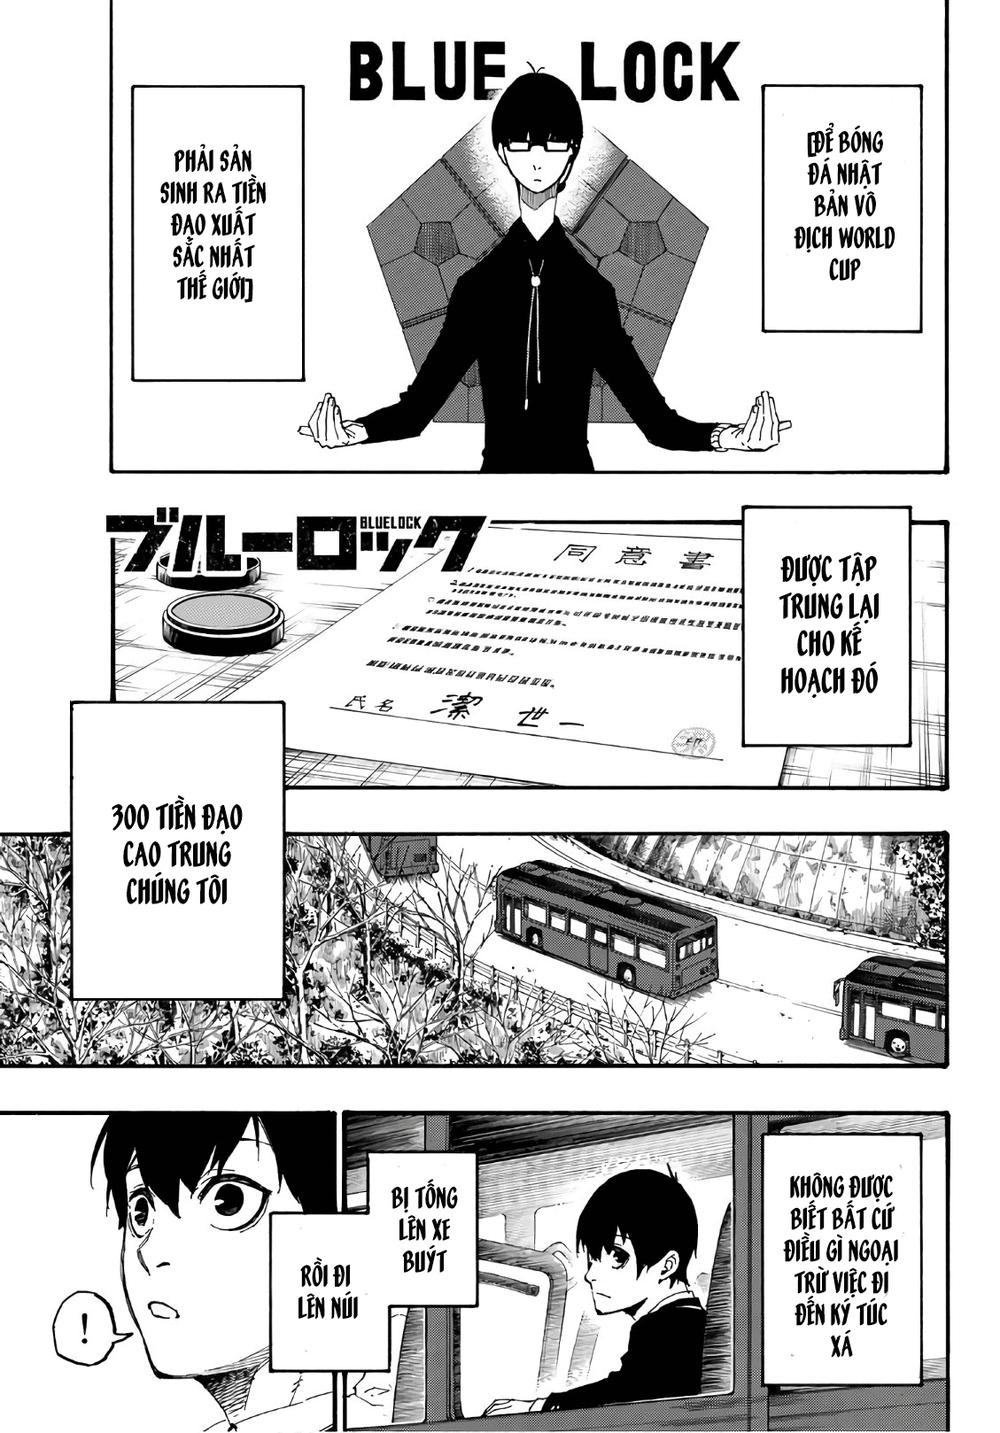 BLUE LOCK
[ĐỂ BÓNG
ĐÁ NHẬT
BẢN VÔ
ĐỊCH WORLD
CUP
PHẢI SẢN
SINH RA TIỀN
ĐẠO XUẤT
SẮC NHẤT
THẾ GIỚI]
ブルーロック
BLUELOCK
同意書
氏名 潔 世一
ĐƯỢC TẬP
TRUNG LẠI
CHO KẾ
HOẠCH ĐÓ
300 TIỀN ĐẠO
CAO TRUNG
CHÚNG TÔI
KHÔNG ĐƯỢC
BIẾT BẤT CỨ
ĐIỀU GÌ NGOẠI
TRỪ VIỆC ĐI
ĐẾN KÝ TÚC
XÁ
BỊ TỐNG
LÊN XE
BUÝT
RỒI ĐI
LÊN NÚI
!